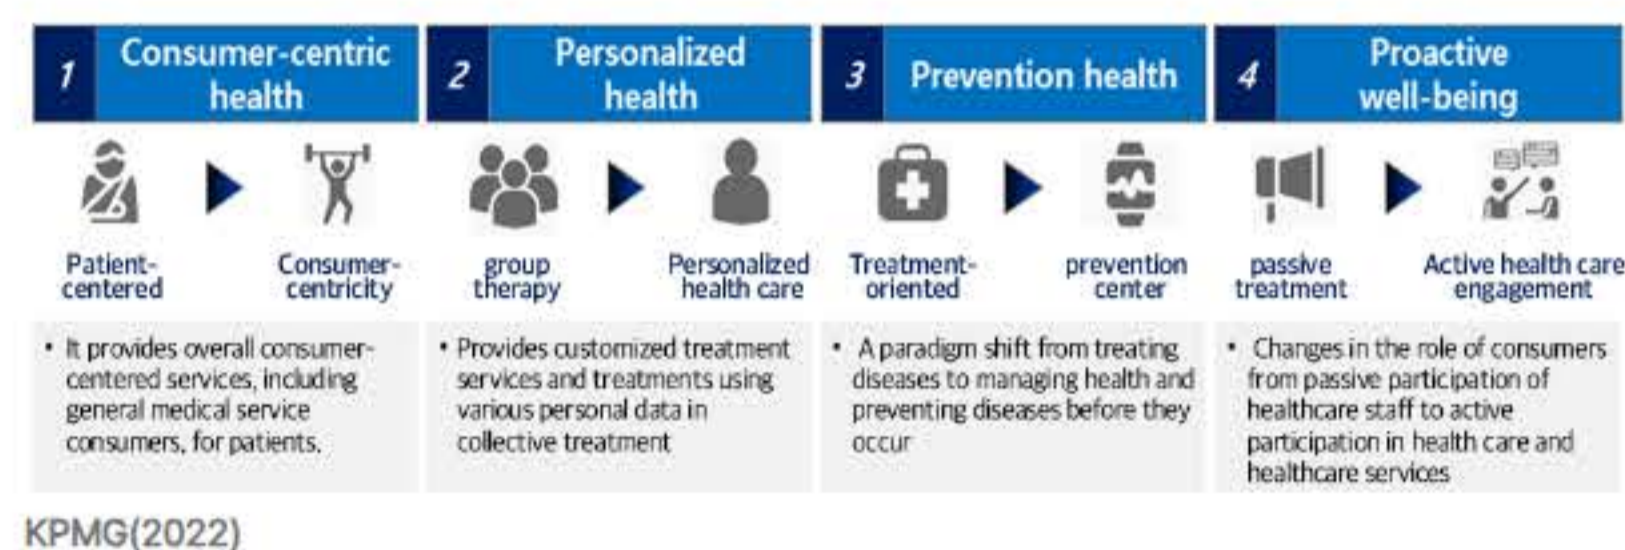 1
Consumer-centric
health
2
Personalized
health
3
Prevention health
4
Proactive
well-being
Patient-
centered
Consumer-
centricity
group
therapy
Personalized
health care
Treatment-
oriented
prevention
center
passive
treatment
Active health care
engagement
• It provides overall consumer-
centered services, including
general medical service
consumers, for patients.
• Provides customized treatment
services and treatments using
various personal data in
collective treatment
• A paradigm shift from treating
diseases to managing health and
preventing diseases before they
occur
• Changes in the role of consumers
from passive participation of
healthcare staff to active
participation in health care and
healthcare services
KPMG(2022)